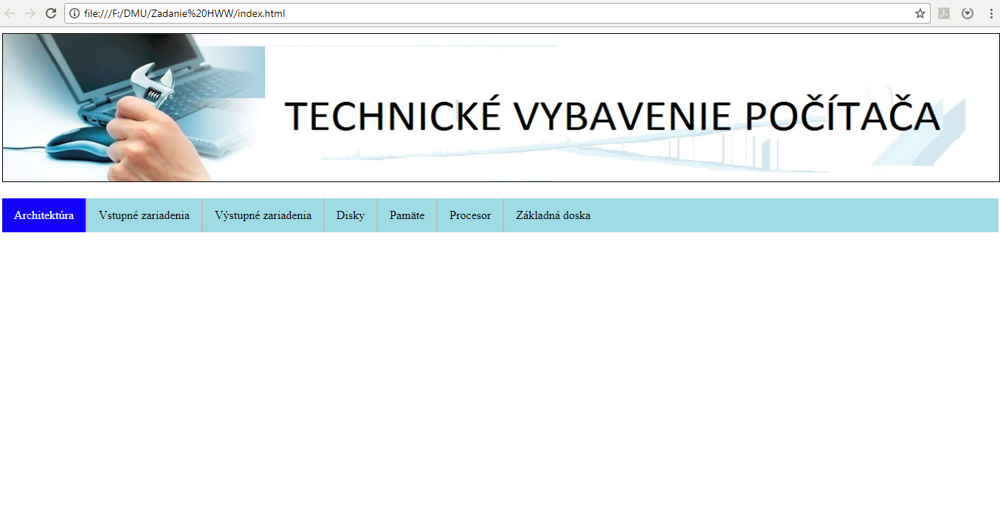 file:///F:/DMU/Zadanie%20HWW/index.html
TECHNICKÉ VYBAVENIE POČÍTAČA
Architektúra Vstupné zariadenia Výstupné zariadenia Disky Pamäte Procesor Základná doska